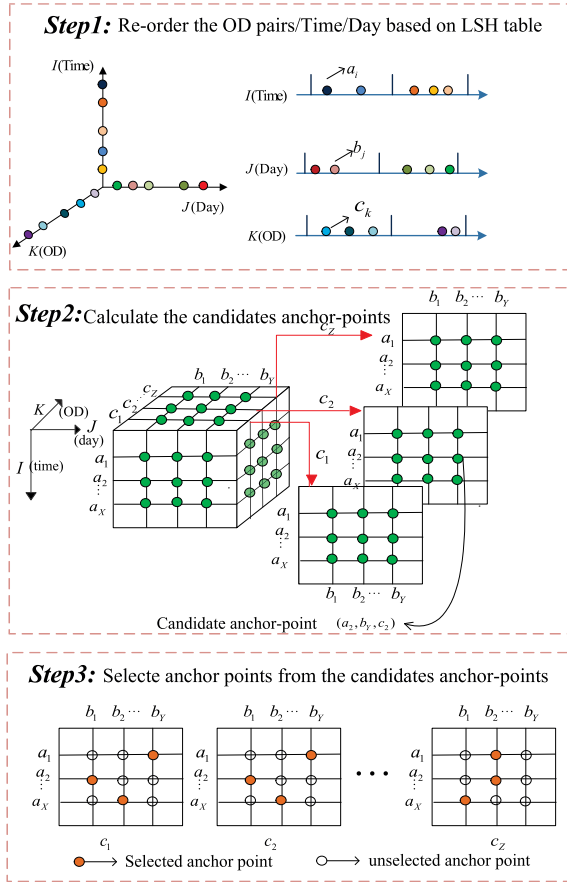 Step1: Re-order the OD pairs/Time/Day based on LSH table
I(Time)
J(Day)
K(OD)
I(Time)
a_i
J(Day)
b_j
K(OD)
c_k
Step2: Calculate the candidates anchor-points
b_1 b_2 ··· b_Y
c_1 c_2 ··· c_Z
a_1
a_2
⋮
a_X
K (OD)
J (day)
I (time)
c_Z
c_2
c_1
b_1 b_2 ··· b_Y
a_1
a_2
⋮
a_X
a_1
a_2
⋮
a_X
a_1
a_2
⋮
a_X
b_1 b_2 ··· b_Y
Candidate anchor-point (a_2, b_Y, c_2)
Step3: Selecte anchor points from the candidates anchor-points
b_1 b_2 ··· b_Y
a_1
a_2
⋮
a_X
c_1
b_1 b_2 ··· b_Y
a_1
a_2
⋮
a_X
c_2
···
b_1 b_2 ··· b_Y
a_1
a_2
⋮
a_X
c_Z
Selected anchor point
unselected anchor point